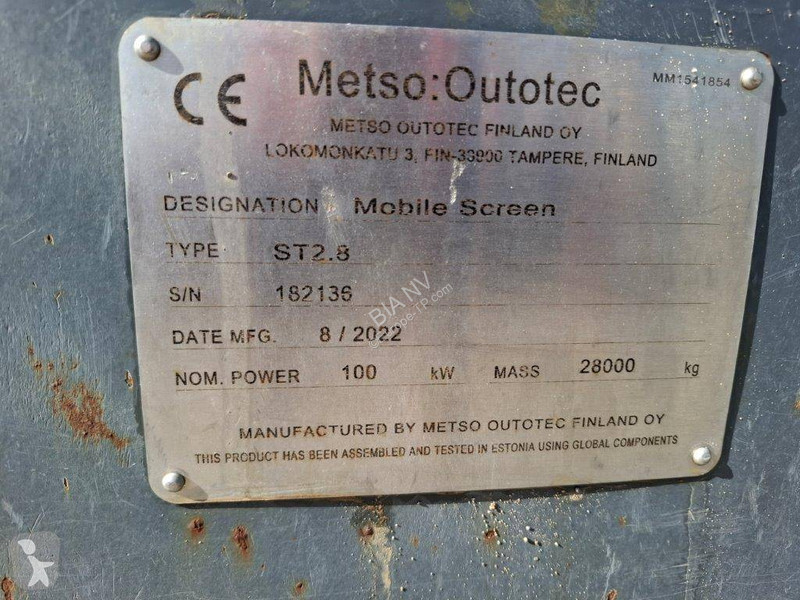 CE Metso:Outotec MM1541854
METSO OUTOTEC FINLAND OY
LOKOMONKATU 3, FIN-33900 TAMPERE, FINLAND
DESIGNATION Mobile Screen
TYPE ST2.8
S/N 182136
BIA NV
DATE MFG. 8 / 2022
NOM. POWER 100 kW MASS 28000 kg
MANUFACTURED BY METSO OUTOTEC FINLAND OY
THIS PRODUCT HAS BEEN ASSEMBLED AND TESTED IN ESTONIA USING GLOBAL COMPONENTS